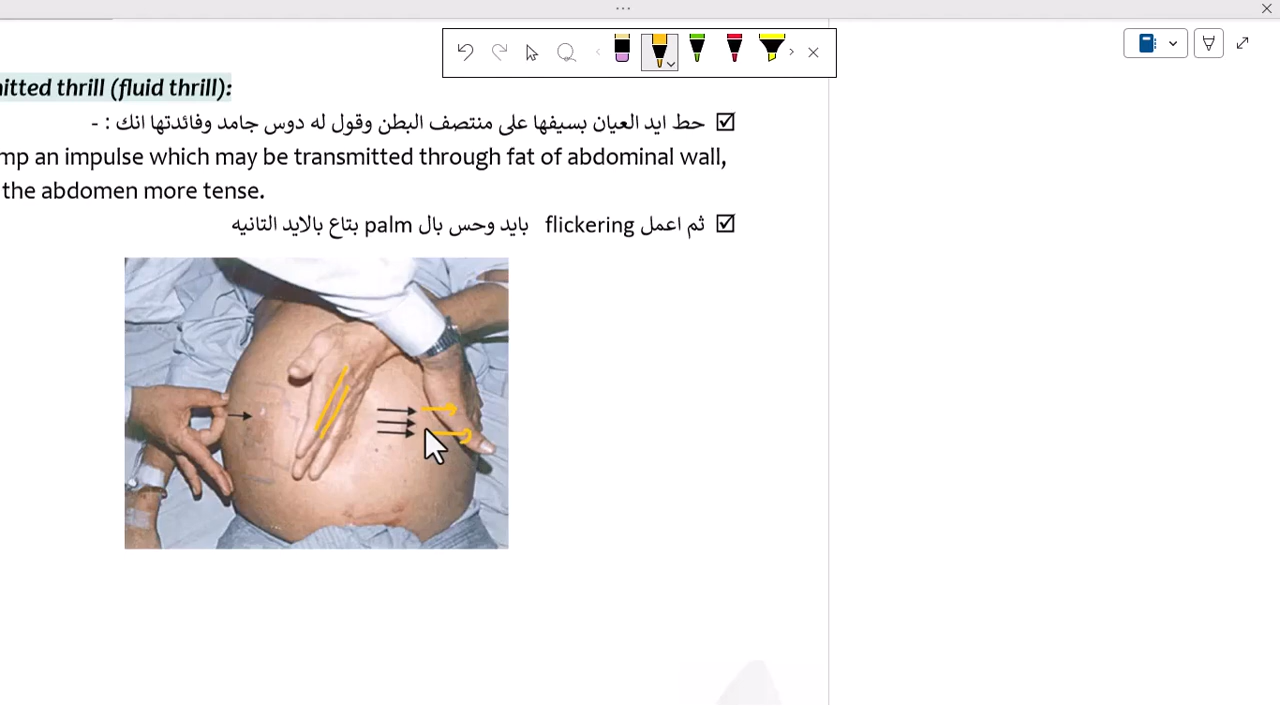 itted thrill (fluid thrill):
حط ايد العيان بسيفها على منتصف البطن وقول له دوس جامد وفائدتها انك : -
mp an impulse which may be transmitted through fat of abdominal wall,
the abdomen more tense.
ثم اعمل flickering بايد وحس بال palm بتاع بالايد التانيه